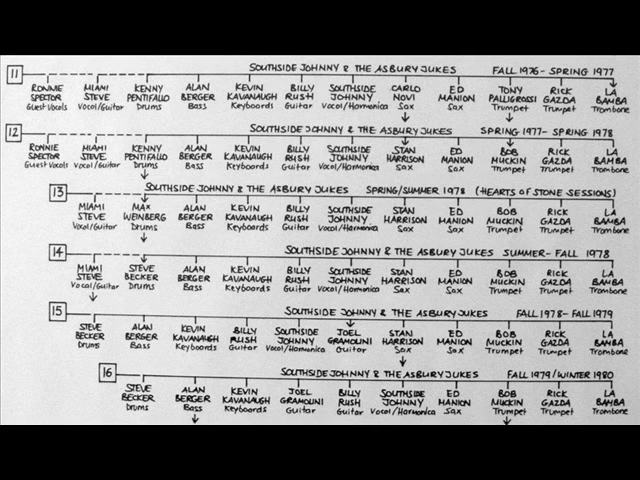 11 SOUTHSIDE JOHNNY & THE ASBURY JUKES FALL 1976 - SPRING 1977
RONNIE SPECTOR Guest Vocals MIAMI STEVE Vocal/Guitar KENNY PENTIFALLO Drums ALAN BERGER Bass KEVIN KAVANAUGH Keyboards BILLY RUSH Guitar SOUTHSIDE JOHNNY Vocal/Harmonica CARLO NOVI Sax ED MANION Sax TONY PALLIGROSSI Trumpet RICK GAZDA Trumpet LA BAMBA Trombone
12 SOUTHSIDE JOHNNY & THE ASBURY JUKES SPRING 1977 - SPRING 1978
RONNIE SPECTOR Guest Vocals MIAMI STEVE Vocal/Guitar KENNY PENTIFALLO Drums ALAN BERGER Bass KEVIN KAVANAUGH Keyboards BILLY RUSH Guitar SOUTHSIDE JOHNNY Vocal/Harmonica STAN HARRISON Sax ED MANION Sax BOB MUCKIN Trumpet RICK GAZDA Trumpet LA BAMBA Trombone
13 SOUTHSIDE JOHNNY & THE ASBURY JUKES SPRING/SUMMER 1978 (HEARTS OF STONE SESSIONS)
MIAMI STEVE Vocal/Guitar MAX WEINBERG Drums ALAN BERGER Bass KEVIN KAVANAUGH Keyboards BILLY RUSH Guitar SOUTHSIDE JOHNNY Vocal/Harmonica STAN HARRISON Sax ED MANION Sax BOB MUCKIN Trumpet RICK GAZDA Trumpet LA BAMBA Trombone
14 SOUTHSIDE JOHNNY & THE ASBURY JUKES SUMMER - FALL 1978
MIAMI STEVE Vocal/Guitar STEVE BECKER Drums ALAN BERGER Bass KEVIN KAVANAUGH Keyboards BILLY RUSH Guitar SOUTHSIDE JOHNNY Vocal/Harmonica STAN HARRISON Sax ED MANION Sax BOB MUCKIN Trumpet RICK GAZDA Trumpet LA BAMBA Trombone
15 SOUTHSIDE JOHNNY & THE ASBURY JUKES FALL 1978 - FALL 1979
STEVE BECKER Drums ALAN BERGER Bass KEVIN KAVANAUGH Keyboards BILLY RUSH Guitar SOUTHSIDE JOHNNY Vocal/Harmonica JOEL GRAMOLINI Guitar STAN HARRISON Sax ED MANION Sax BOB MUCKIN Trumpet RICK GAZDA Trumpet LA BAMBA Trombone
16 SOUTHSIDE JOHNNY & THE ASBURY JUKES FALL 1979/WINTER 1980
STEVE BECKER Drums ALAN BERGER Bass KEVIN KAVANAUGH Keyboards JOEL GRAMOLINI Guitar BILLY RUSH Guitar SOUTHSIDE JOHNNY Vocal/Harmonica ED MANION Sax BOB MUCKIN Trumpet RICK GAZDA Trumpet LA BAMBA Trombone